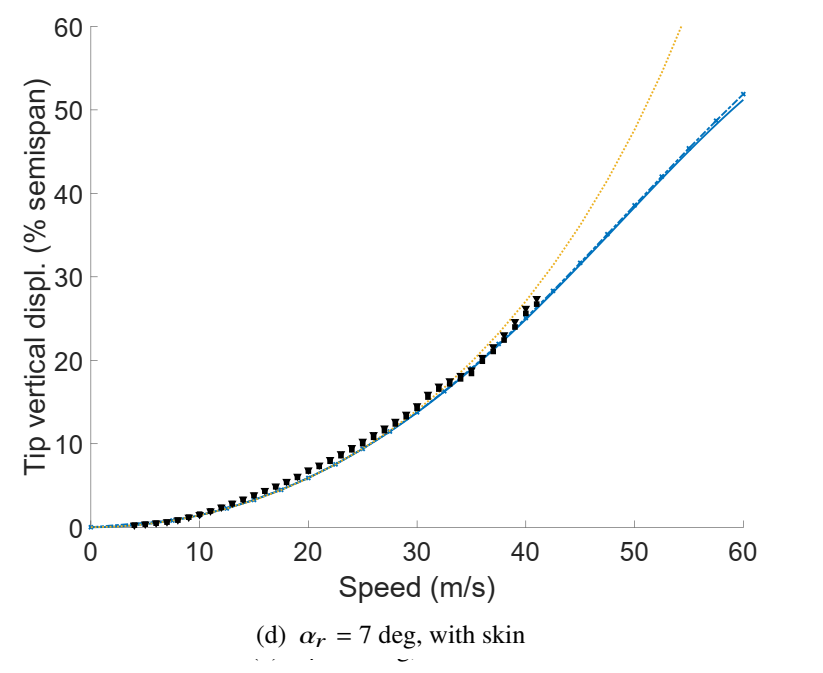 60
50
40
30
20
10
0
Tip vertical displ. (% semispan)
0 10 20 30 40 50 60
Speed (m/s)
(d) αr = 7 deg, with skin